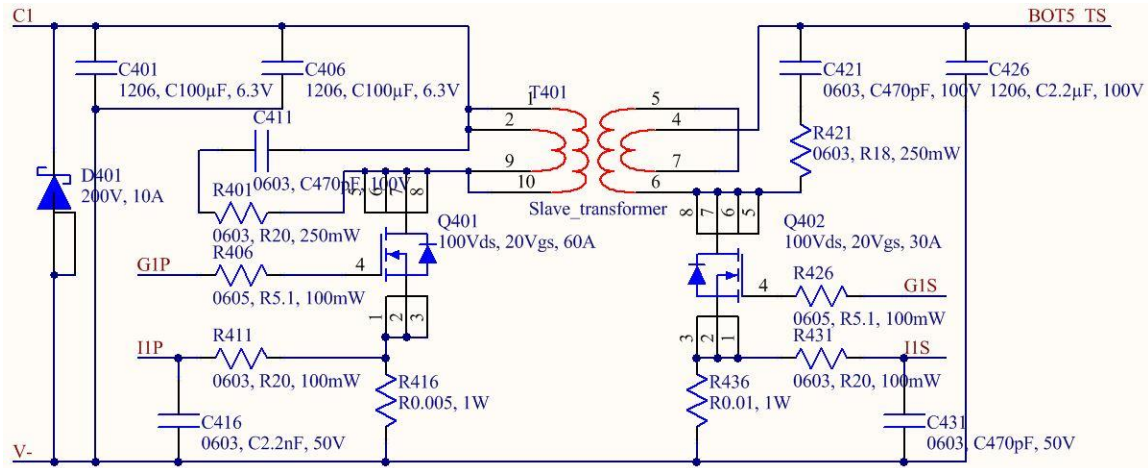 C1
BOT5_TS
C401
1206, C100µF, 6.3V
C406
1206, C100µF, 6.3V
C411
0603, C470pF, 100V
C421
0603, C470pF, 100V
C426
1206, C2.2µF, 100V
T401
1
2
9
10
5
4
7
6
Slave_transformer
R421
0603, R18, 250mW
D401
200V, 10A
R401
0603, R20, 250mW
5
6
7
8
8
7
6
5
Q401
100Vds, 20Vgs, 60A
Q402
100Vds, 20Vgs, 30A
R406
0605, R5.1, 100mW
G1P
4
4
R426
0605, R5.1, 100mW
G1S
1
2
3
3
2
1
I1P
R411
0603, R20, 100mW
R431
0603, R20, 100mW
I1S
R416
R0.005, 1W
R436
R0.01, 1W
C416
0603, C2.2nF, 50V
C431
0603, C470pF, 50V
V-